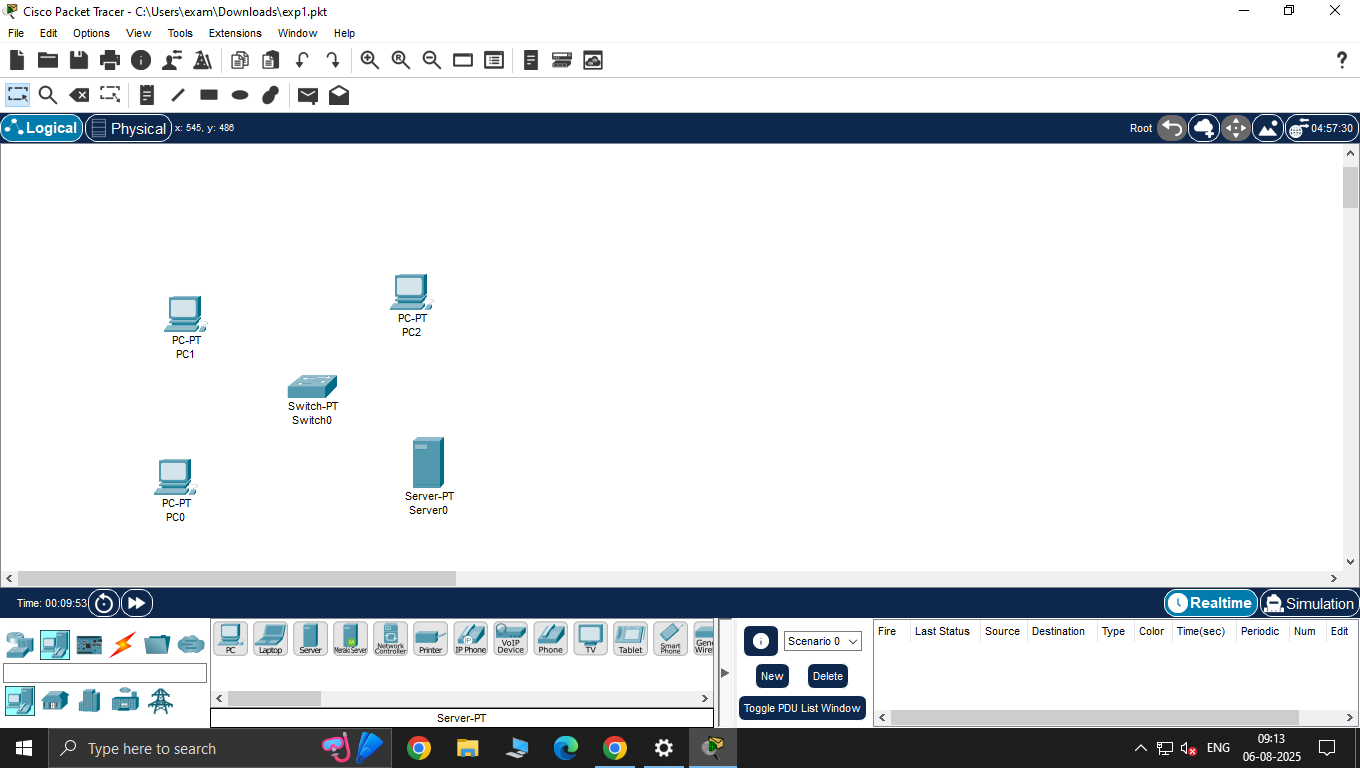 Cisco Packet Tracer - C:\Users\exam\Downloads\exp1.pkt
File Edit Options View Tools Extensions Window Help
Logical Physical x: 545, y: 486 Root 04:57:30
PC-PT
PC2
PC-PT
PC1
Switch-PT
Switch0
Server-PT
Server0
PC-PT
PC0
Time: 00:09:53 Realtime Simulation
PC Laptop Server Meraki Server Network Controller Printer IP Phone VoIP Device Phone TV Tablet Smart Phone
Server-PT
Scenario 0
New Delete
Toggle PDU List Window
Fire Last Status Source Destination Type Color Time(sec) Periodic Num Edit
Type here to search
ENG
09:13
06-08-2025